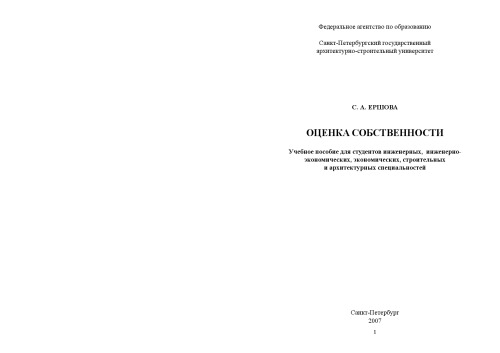 Федеральное агентство по образованию
Санкт-Петербургский государственный
архитектурно-строительный университет
С. А. ЕРШОВА
ОЦЕНКА СОБСТВЕННОСТИ
Учебное пособие для студентов инженерных, инженерно-
экономических, экономических, строительных
и архитектурных специальностей
Санкт-Петербург
2007
1